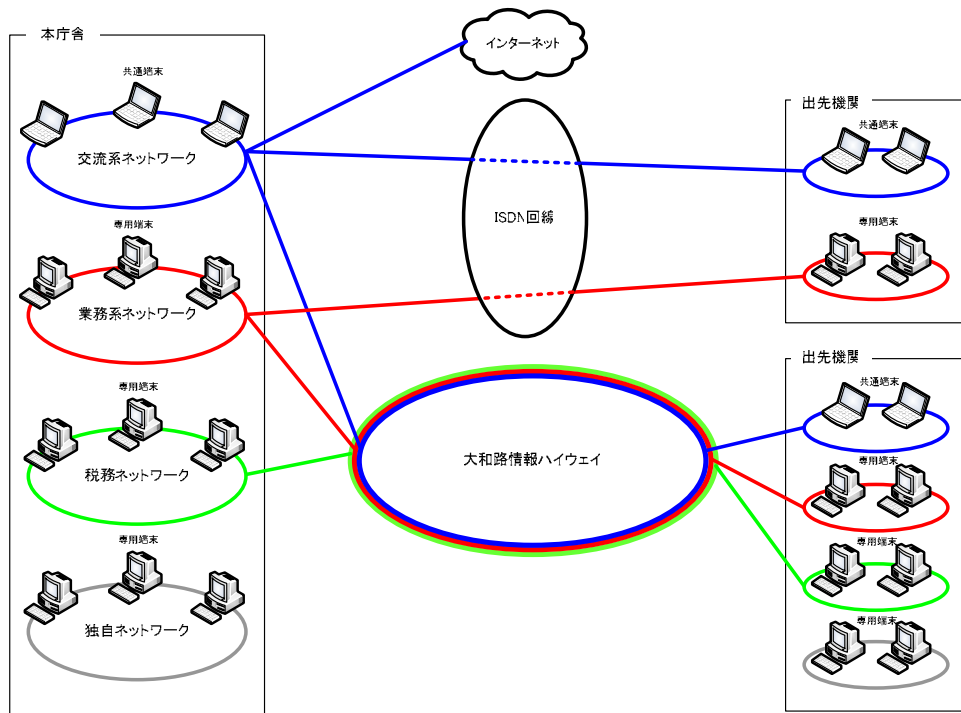 本庁舎
共通端末
交流系ネットワーク
専用端末
業務系ネットワーク
専用端末
税務ネットワーク
専用端末
独自ネットワーク
インターネット
ISDN回線
大和路情報ハイウェイ
出先機関
共通端末
専用端末
出先機関
共通端末
専用端末
専用端末
専用端末